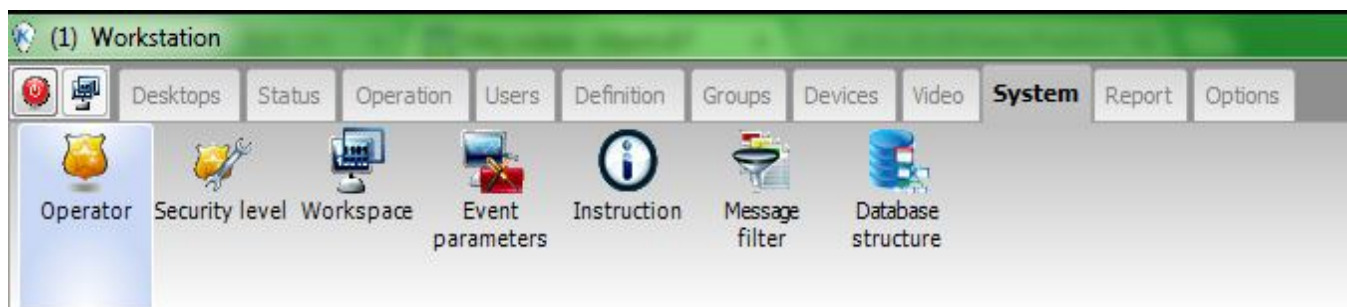 (1) Workstation
Desktops Status Operation Users Definition Groups Devices Video System Report Options
Operator Security level Workspace Event parameters Instruction Message filter Database structure